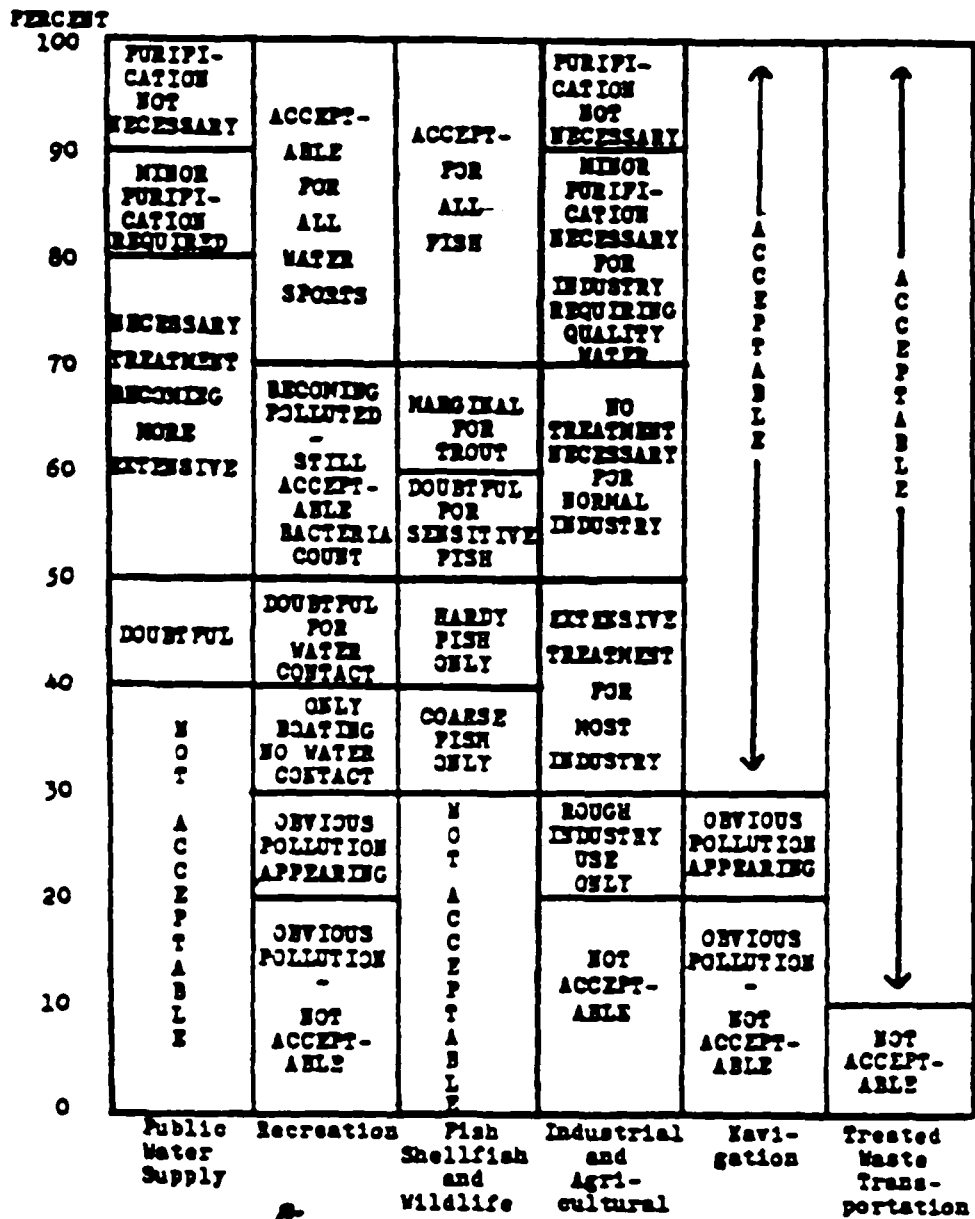 PERCENT
100
90
80
70
60
50
40
30
20
10
0
PURIFI-
CATION
NOT
NECESSARY
MINOR
PURIFI-
CATION
REQUIRED
NECESSARY
TREATMENT
BECOMING
MORE
EXTENSIVE
DOUBTFUL
NOT ACCEPTABLE
Public
Water
Supply
ACCEPT-
ABLE
FOR
ALL
WATER
SPORTS
BECOMING
POLLUTED
-
STILL
ACCEPT-
ABLE
BACTERIA
COUNT
DOUBTFUL
FOR
WATER
CONTACT
ONLY
BOATING
NO WATER
CONTACT
OBVIOUS
POLLUTION
APPEARING
OBVIOUS
POLLUTION
-
NOT
ACCEPT-
ABLE
Recreation
ACCEPT-
FOR
ALL-
FISH
MARGINAL
FOR
TROUT
DOUBTFUL
FOR
SENSITIVE
FISH
HARDY
FISH
ONLY
COARSE
FISH
ONLY
NOT ACCEPTABLE
Fish
Shellfish
and
Wildlife
PURIFI-
CATION
NOT
NECESSARY
MINOR
PURIFI-
CATION
NECESSARY
FOR
INDUSTRY
REQUIRING
QUALITY
WATER
NO
TREATMENT
NECESSARY
FOR
NORMAL
INDUSTRY
EXTENSIVE
TREATMENT
FOR
MOST
INDUSTRY
ROUGH
INDUSTRY
USE
ONLY
NOT
ACCEPT-
ABLE
Industrial
and
Agri-
cultural
ACCEPTABLE
OBVIOUS
POLLUTION
APPEARING
OBVIOUS
POLLUTION
-
NOT
ACCEPT-
ABLE
Navi-
gation
ACCEPTABLE
NOT
ACCEPT-
ABLE
Treated
Waste
Trans-
portation